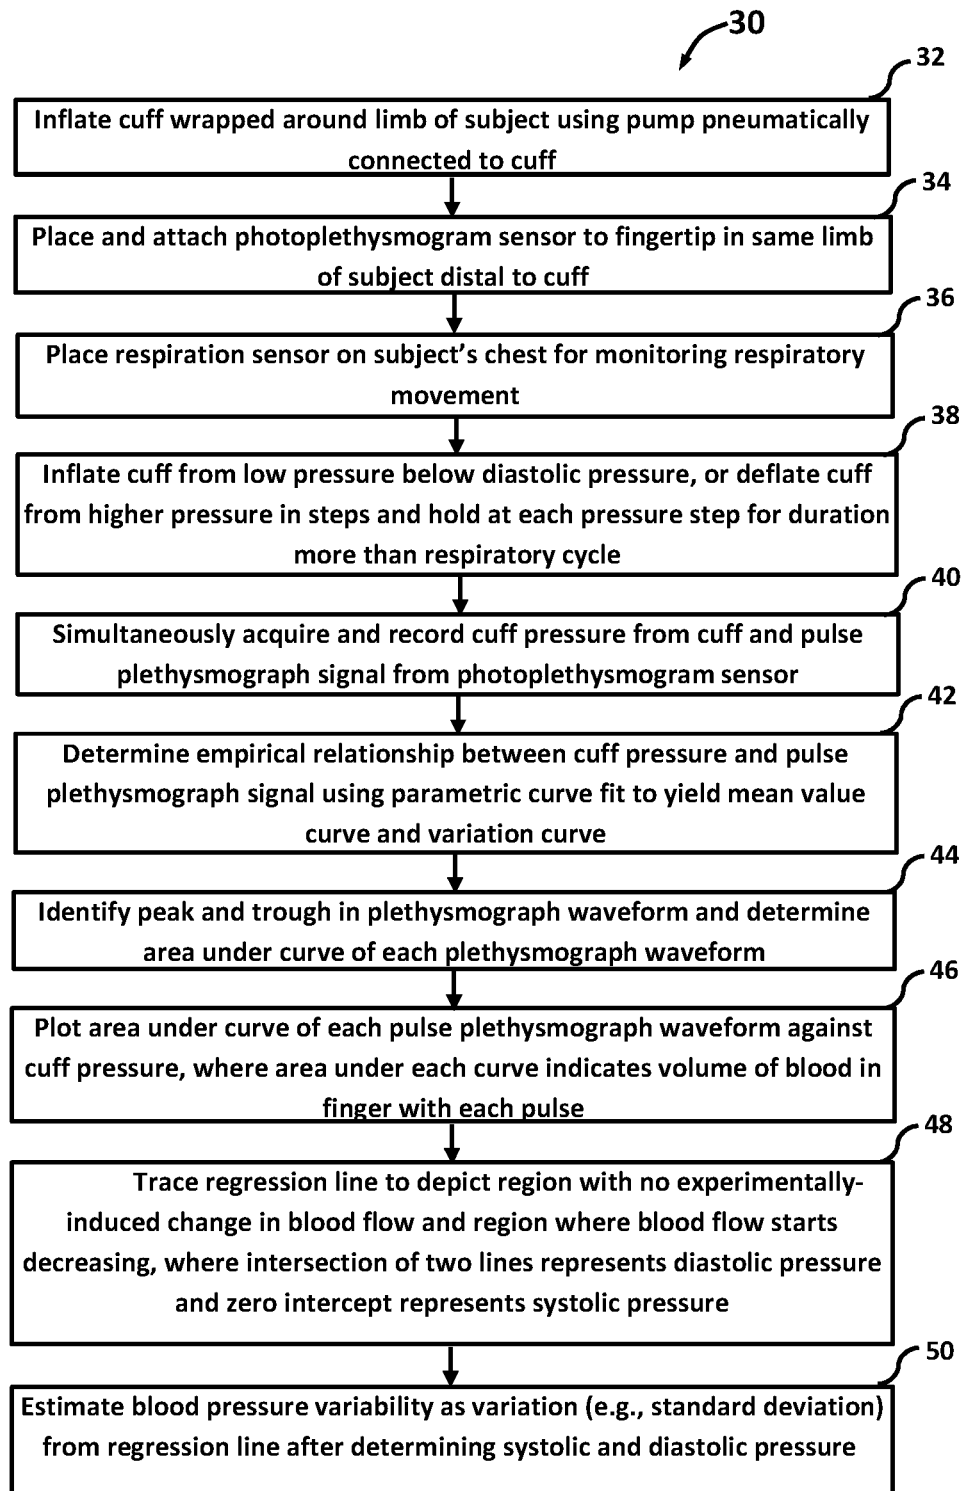 30
32
Inflate cuff wrapped around limb of subject using pump pneumatically
connected to cuff
34
Place and attach photoplethysmogram sensor to fingertip in same limb
of subject distal to cuff
36
Place respiration sensor on subject’s chest for monitoring respiratory
movement
38
Inflate cuff from low pressure below diastolic pressure, or deflate cuff
from higher pressure in steps and hold at each pressure step for duration
more than respiratory cycle
40
Simultaneously acquire and record cuff pressure from cuff and pulse
plethysmograph signal from photoplethysmogram sensor
42
Determine empirical relationship between cuff pressure and pulse
plethysmograph signal using parametric curve fit to yield mean value
curve and variation curve
44
Identify peak and trough in plethysmograph waveform and determine
area under curve of each plethysmograph waveform
46
Plot area under curve of each pulse plethysmograph waveform against
cuff pressure, where area under each curve indicates volume of blood in
finger with each pulse
48
Trace regression line to depict region with no experimentally-
induced change in blood flow and region where blood flow starts
decreasing, where intersection of two lines represents diastolic pressure
and zero intercept represents systolic pressure
50
Estimate blood pressure variability as variation (e.g., standard deviation)
from regression line after determining systolic and diastolic pressure